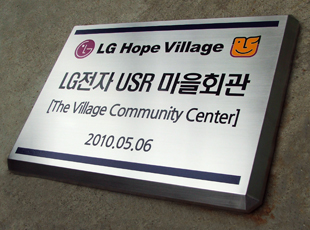 LG Hope Village
LG전자 USR 마을회관
[The Village Community Center]
2010.05.06